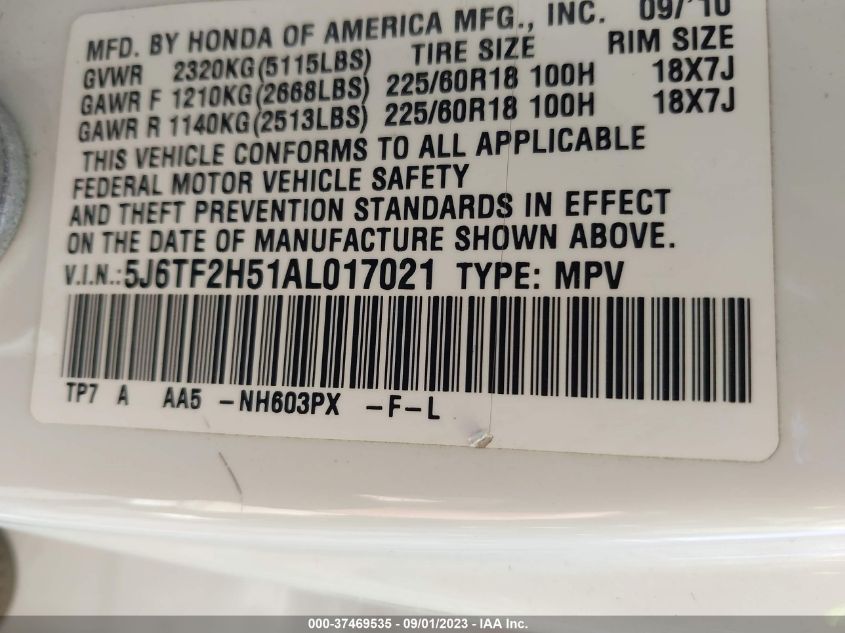 MFD. BY HONDA OF AMERICA MFG., INC. 09/10
GVWR 2320KG(5115LBS) TIRE SIZE RIM SIZE
GAWR F 1210KG(2668LBS) 225/60R18 100H 18X7J
GAWR R 1140KG(2513LBS) 225/60R18 100H 18X7J
THIS VEHICLE CONFORMS TO ALL APPLICABLE
FEDERAL MOTOR VEHICLE SAFETY
AND THEFT PREVENTION STANDARDS IN EFFECT
ON THE DATE OF MANUFACTURE SHOWN ABOVE.
V.I.N.:5J6TF2H51AL017021 TYPE: MPV
TP7 A AA5 -NH603PX -F-L
000-37469535 - 09/01/2023 - IAA Inc.